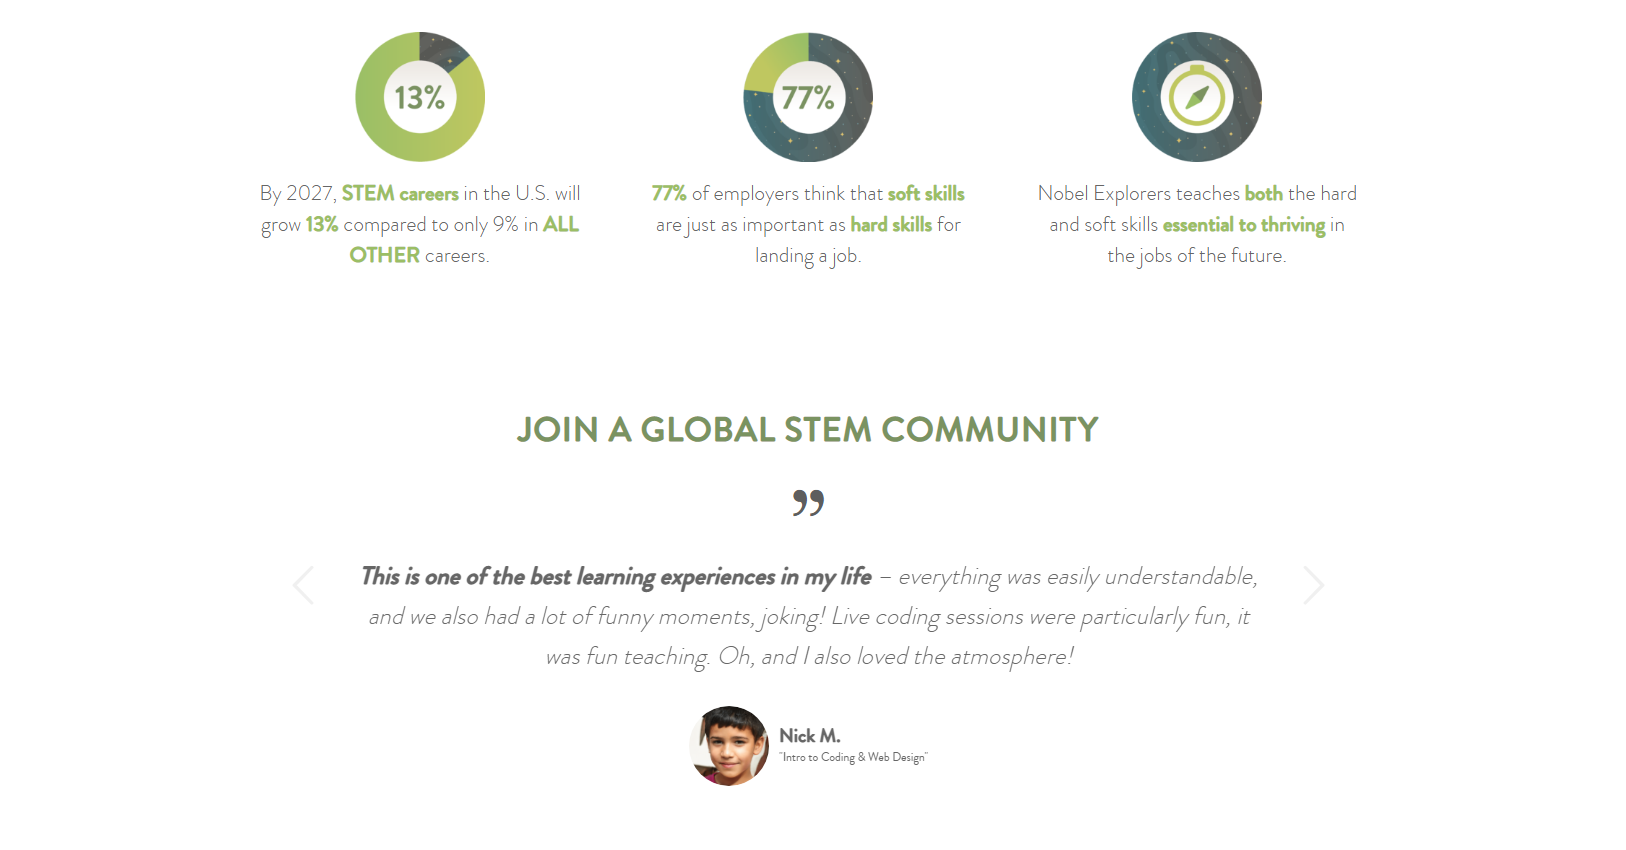 13%
By 2027, STEM careers in the U.S. will
grow 13% compared to only 9% in ALL
OTHER careers.
77%
77% of employers think that soft skills
are just as important as hard skills for
landing a job.
Nobel Explorers teaches both the hard
and soft skills essential to thriving in
the jobs of the future.
JOIN A GLOBAL STEM COMMUNITY
”
This is one of the best learning experiences in my life – everything was easily understandable,
and we also had a lot of funny moments, joking! Live coding sessions were particularly fun, it
was fun teaching. Oh, and I also loved the atmosphere!
Nick M.
"Intro to Coding & Web Design"